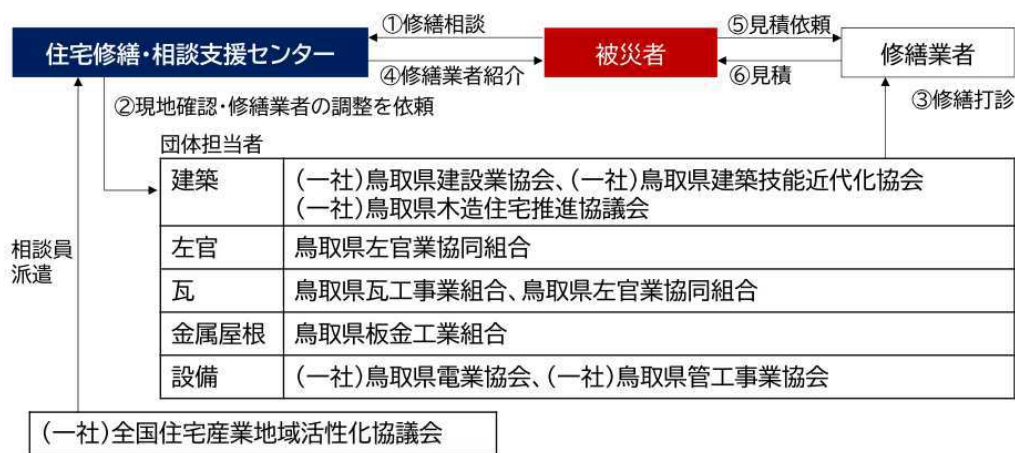 ①修繕相談
⑤見積依頼
住宅修繕・相談支援センター
被災者
修繕業者
④修繕業者紹介
⑥見積
②現地確認・修繕業者の調整を依頼
③修繕打診
団体担当者
建築
(一社)鳥取県建設業協会、(一社)鳥取県建築技能近代化協会
(一社)鳥取県木造住宅推進協議会
左官
鳥取県左官業協同組合
瓦
鳥取県瓦工事業組合、鳥取県左官業協同組合
金属屋根
鳥取県板金工業組合
設備
(一社)鳥取県電業協会、(一社)鳥取県管工事業協会
相談員
派遣
(一社)全国住宅産業地域活性化協議会